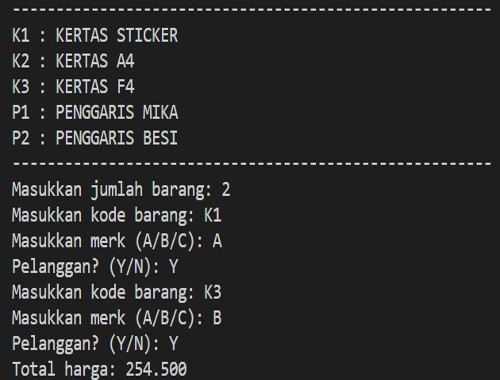 ------------------------------------------------------
K1 : KERTAS STICKER
K2 : KERTAS A4
K3 : KERTAS F4
P1 : PENGGARIS MIKA
P2 : PENGGARIS BESI
------------------------------------------------------
Masukkan jumlah barang: 2
Masukkan kode barang: K1
Masukkan merk (A/B/C): A
Pelanggan? (Y/N): Y
Masukkan kode barang: K3
Masukkan merk (A/B/C): B
Pelanggan? (Y/N): Y
Total harga: 254.500